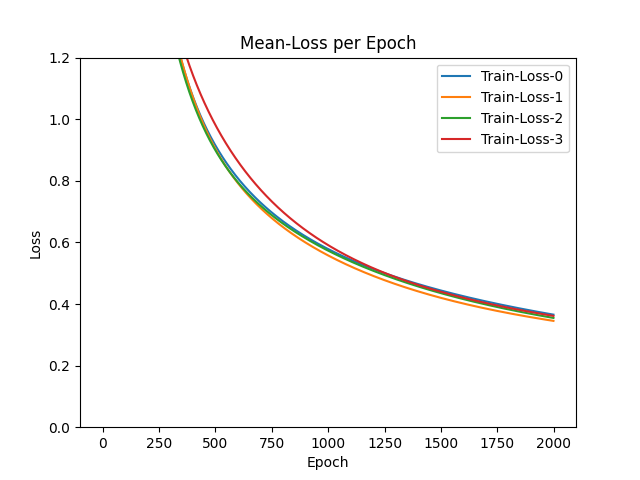 Mean-Loss per Epoch
1.2
1.0
0.8
0.6
0.4
0.2
0.0
Loss
Train-Loss-0
Train-Loss-1
Train-Loss-2
Train-Loss-3
0 250 500 750 1000 1250 1500 1750 2000
Epoch